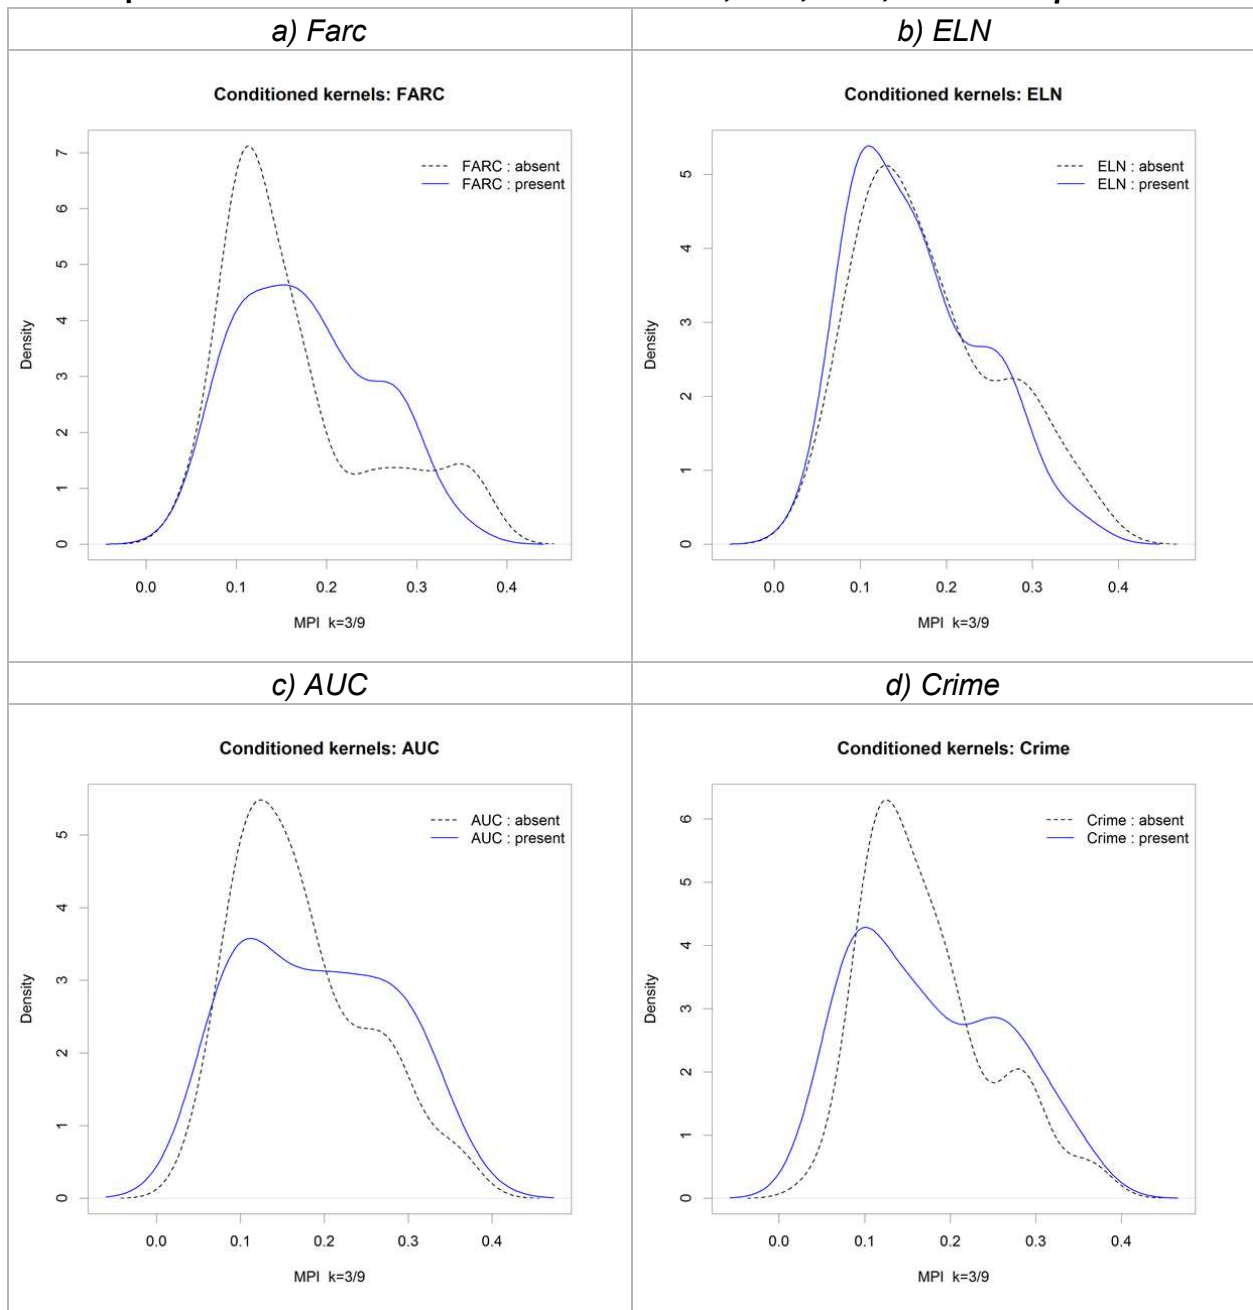 a) Farc
b) ELN
Conditioned kernels: FARC
FARC : absent
FARC : present
7
6
5
4
3
2
1
0
Density
0.0 0.1 0.2 0.3 0.4
MPI k=3/9
Conditioned kernels: ELN
ELN : absent
ELN : present
5
4
3
2
1
0
Density
0.0 0.1 0.2 0.3 0.4
MPI k=3/9
c) AUC
d) Crime
Conditioned kernels: AUC
AUC : absent
AUC : present
5
4
3
2
1
0
Density
0.0 0.1 0.2 0.3 0.4
MPI k=3/9
Conditioned kernels: Crime
Crime : absent
Crime : present
6
5
4
3
2
1
0
Density
0.0 0.1 0.2 0.3 0.4
MPI k=3/9